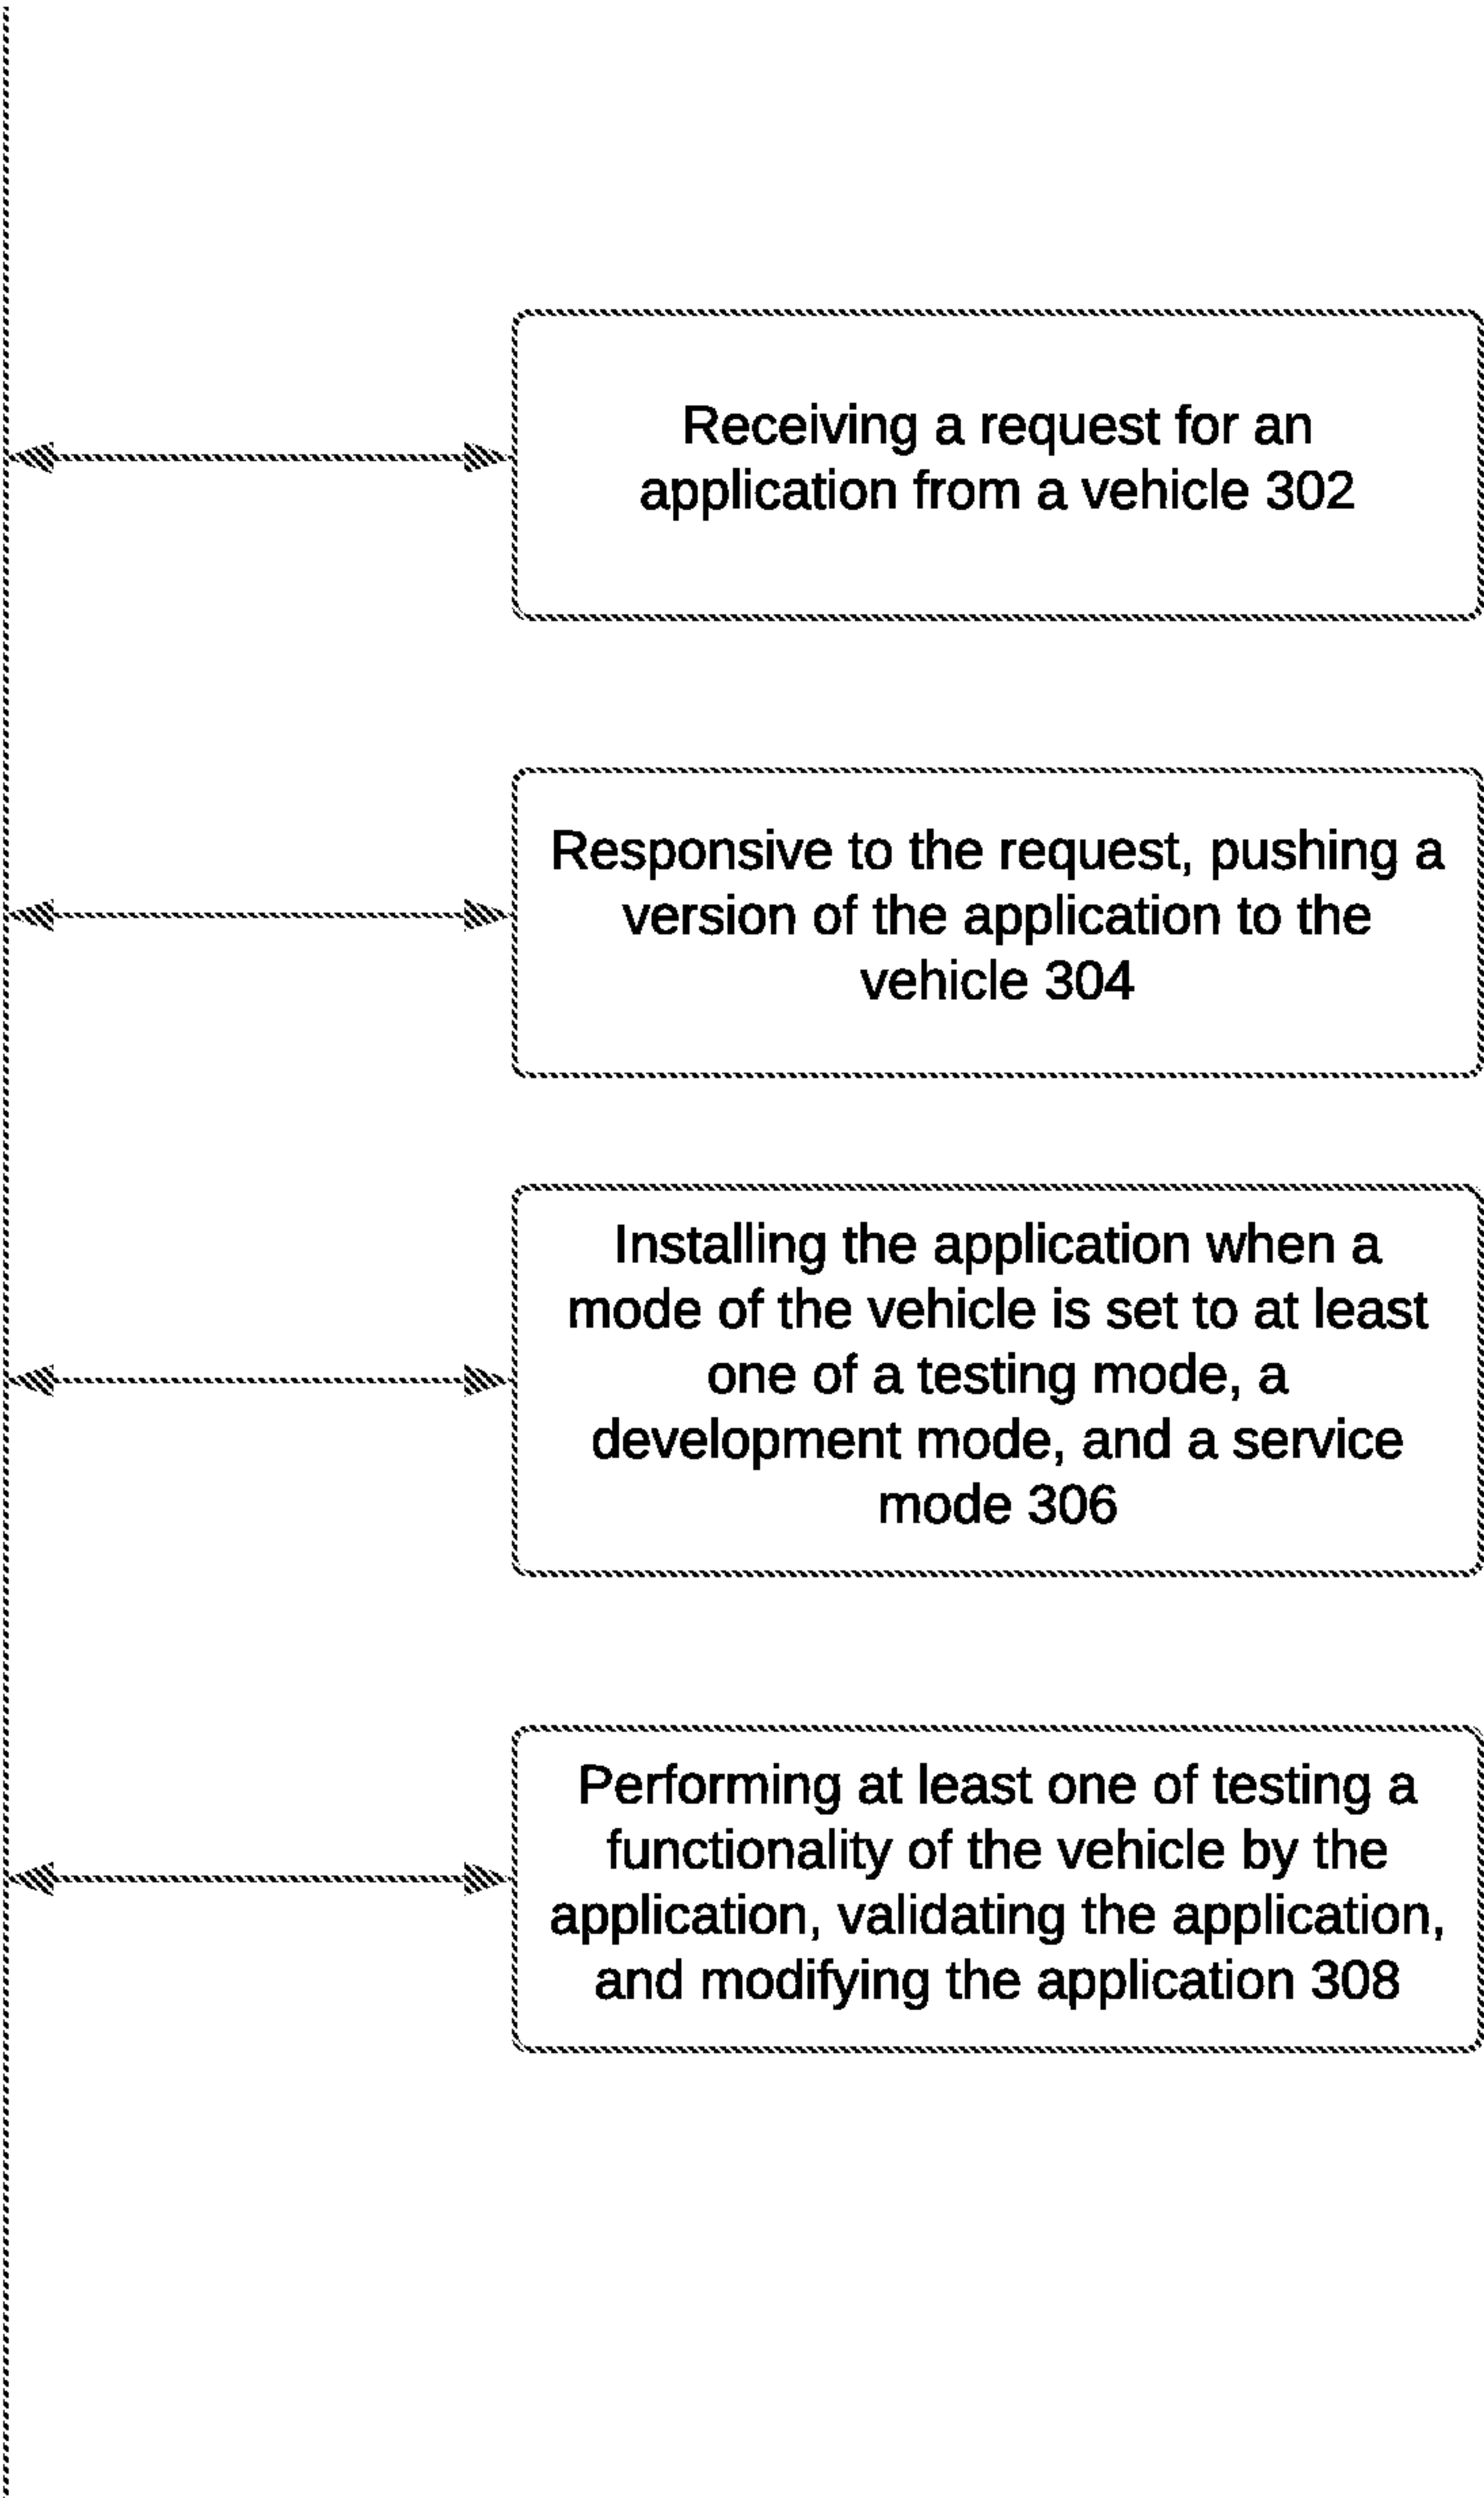 Receiving a request for an
application from a vehicle 302
Responsive to the request, pushing a
version of the application to the
vehicle 304
Installing the application when a
mode of the vehicle is set to at least
one of a testing mode, a
development mode, and a service
mode 306
Performing at least one of testing a
functionality of the vehicle by the
application, validating the application,
and modifying the application 308